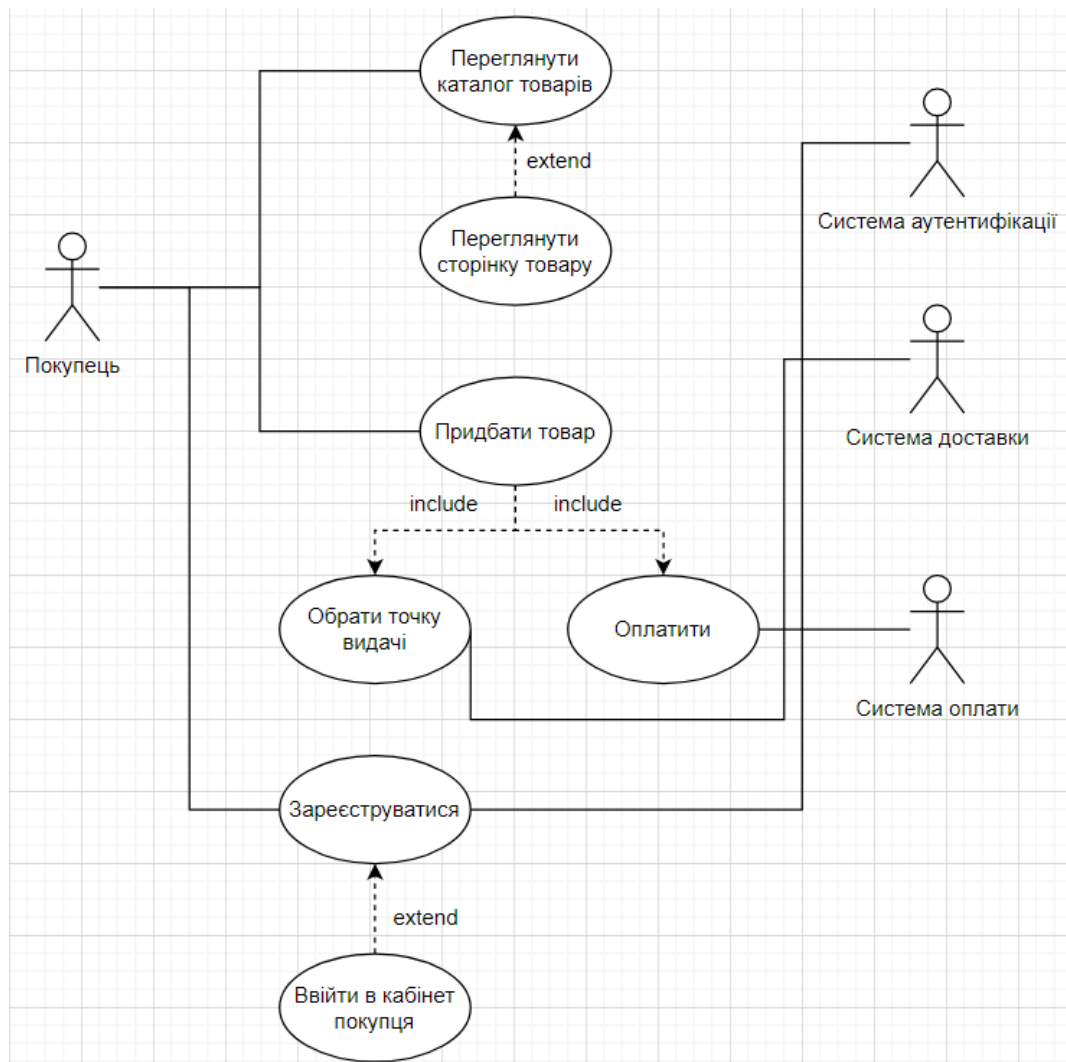 Переглянути
каталог товарів
extend
Система аутентифікації
Переглянути
сторінку товару
Покупець
Придбати товар
Система доставки
include
include
Обрати точку
видачі
Оплатити
Система оплати
Зареєструватися
extend
Ввійти в кабінет
покупця